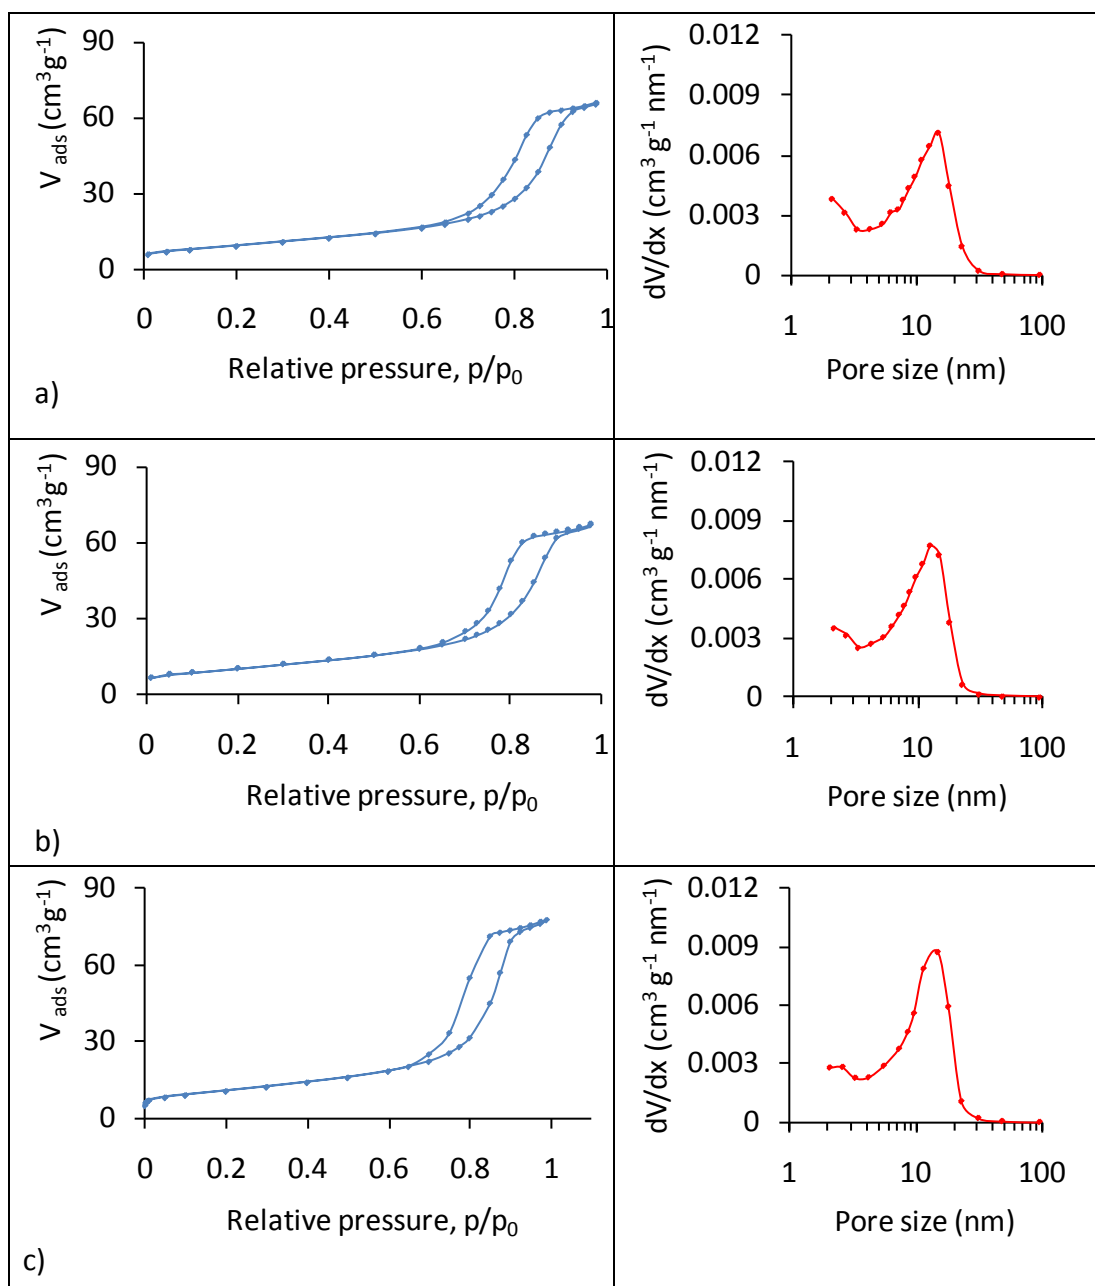 V ads (cm³g⁻¹)
90
60
30
0
0 0.2 0.4 0.6 0.8 1
Relative pressure, p/p₀
a)
dV/dx (cm³ g⁻¹ nm⁻¹)
0.012
0.009
0.006
0.003
0
1 10 100
Pore size (nm)
V ads (cm³g⁻¹)
90
60
30
0
0 0.2 0.4 0.6 0.8 1
Relative pressure, p/p₀
b)
dV/dx (cm³ g⁻¹ nm⁻¹)
0.012
0.009
0.006
0.003
0
1 10 100
Pore size (nm)
V ads (cm³g⁻¹)
90
60
30
0
0 0.2 0.4 0.6 0.8 1
Relative pressure, p/p₀
c)
dV/dx (cm³ g⁻¹ nm⁻¹)
0.012
0.009
0.006
0.003
0
1 10 100
Pore size (nm)